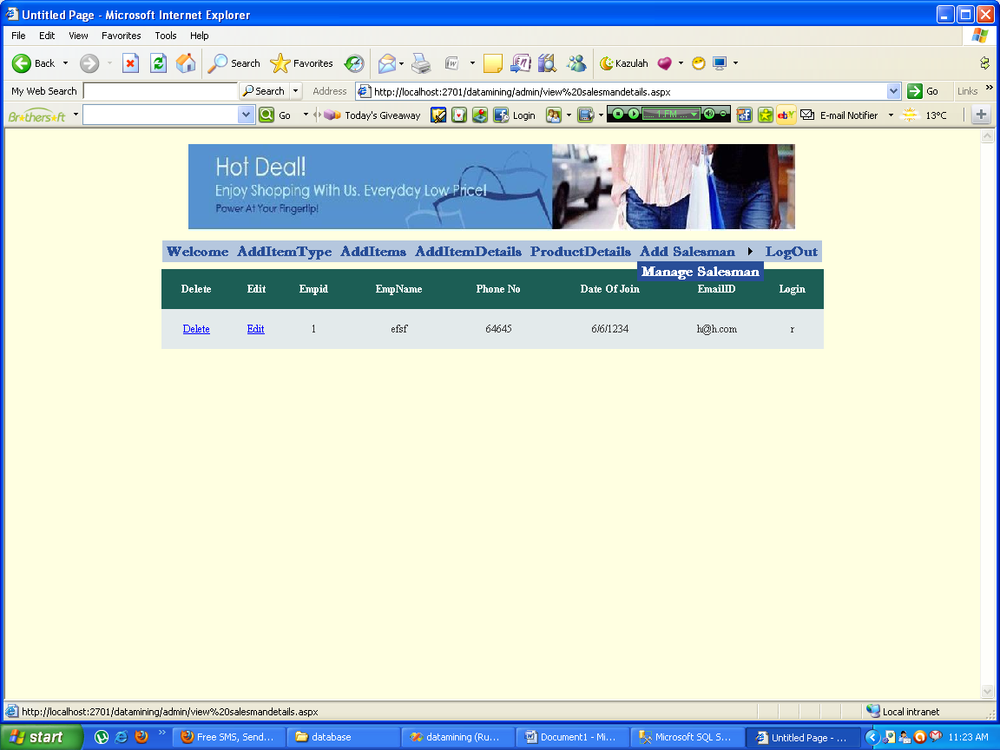 Untitled Page - Microsoft Internet Explorer
File Edit View Favorites Tools Help
Back Search Favorites Kazulah
My Web Search Search Address http://localhost:2701/datamining/admin/view%20salesmandetails.aspx Go Links »
Brothersoft Go Today's Giveaway Login 1.FM ebY E-mail Notifier 13°C
Hot Deal!
Enjoy Shopping With Us. Everyday Low Price!
Power At Your Fingertip!
Welcome AddItemType AddItems AddItemDetails ProductDetails Add Salesman LogOut
Manage Salesman
Delete Edit Empid EmpName Phone No Date Of Join EmailID Login
Delete Edit 1 efsf 64645 6/6/1234 h@h.com r
http://localhost:2701/datamining/admin/view%20salesmandetails.aspx Local intranet
start » Free SMS, Send... database datamining (Ru... Document1 - Mi... Microsoft SQL S... Untitled Page - ... 11:23 AM